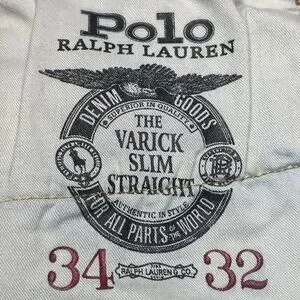 Polo
RALPH LAUREN
DENIM GOODS
SUPERIOR IN QUALITY
THE
VARICK
SLIM
STRAIGHT
AUTHENTIC IN STYLE
FOR ALL PARTS OF THE WORLD
34
RALPH LAUREN & CO.
32